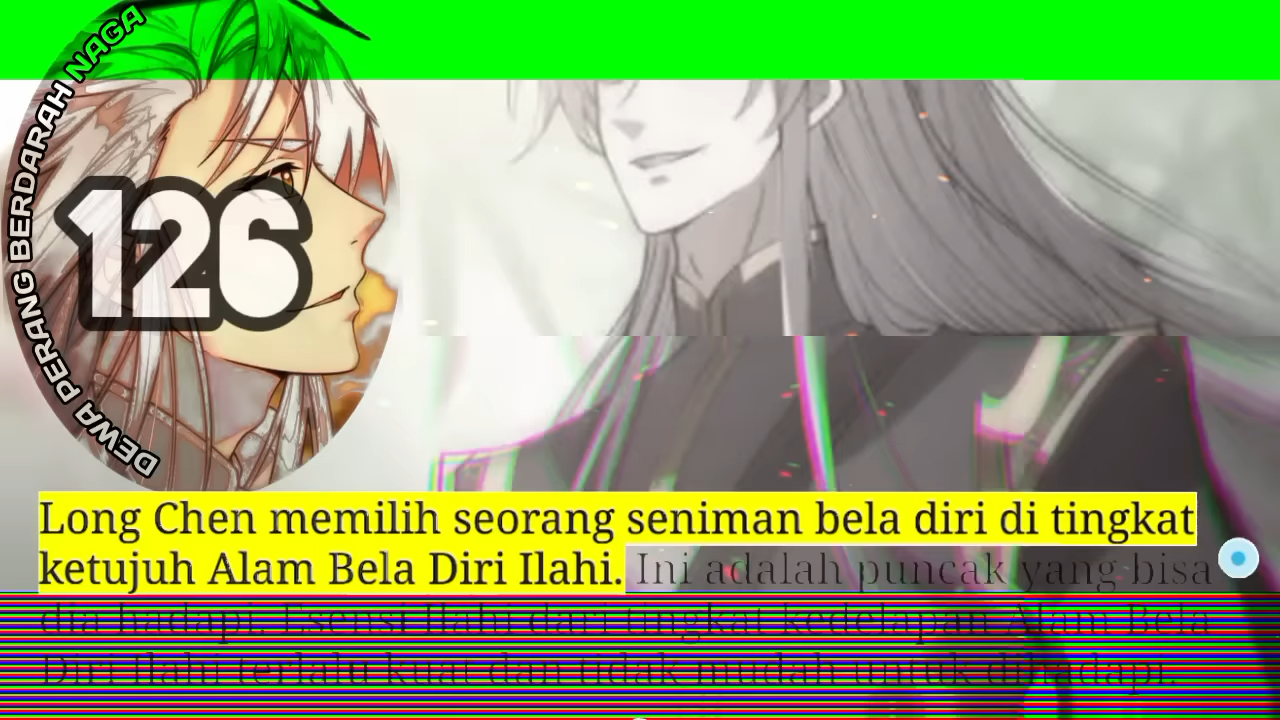 DEWA PERANG BERDARAH NAGA
126
Long Chen memilih seorang seniman bela diri di tingkat
ketujuh Alam Bela Diri Ilahi. Ini adalah puncak yang bisa
dia hadapi. Esensi Ilahi dari tingkat kedelapan Alam Bela
Diri Ilahi terlalu kuat dan tidak mudah untuk dihadapi.